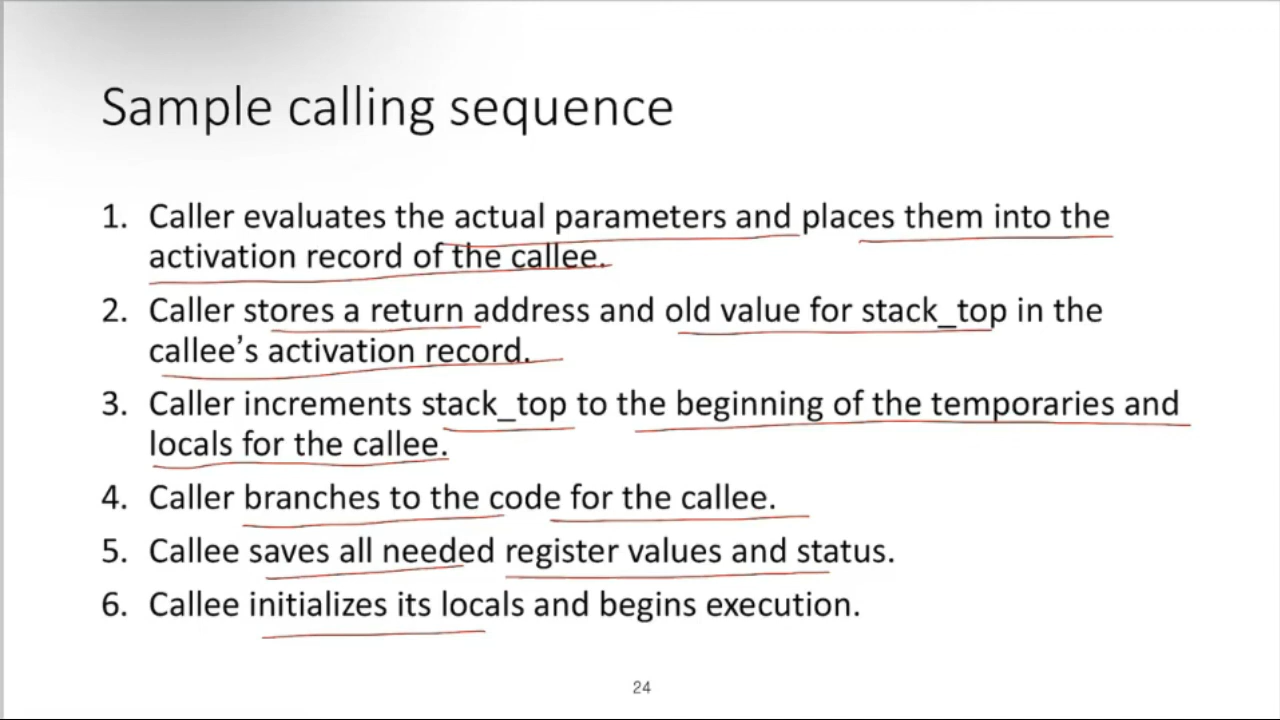 Sample calling sequence
1. Caller evaluates the actual parameters and places them into the
activation record of the callee.
2. Caller stores a return address and old value for stack_top in the
callee’s activation record.
3. Caller increments stack_top to the beginning of the temporaries and
locals for the callee.
4. Caller branches to the code for the callee.
5. Callee saves all needed register values and status.
6. Callee initializes its locals and begins execution.
24